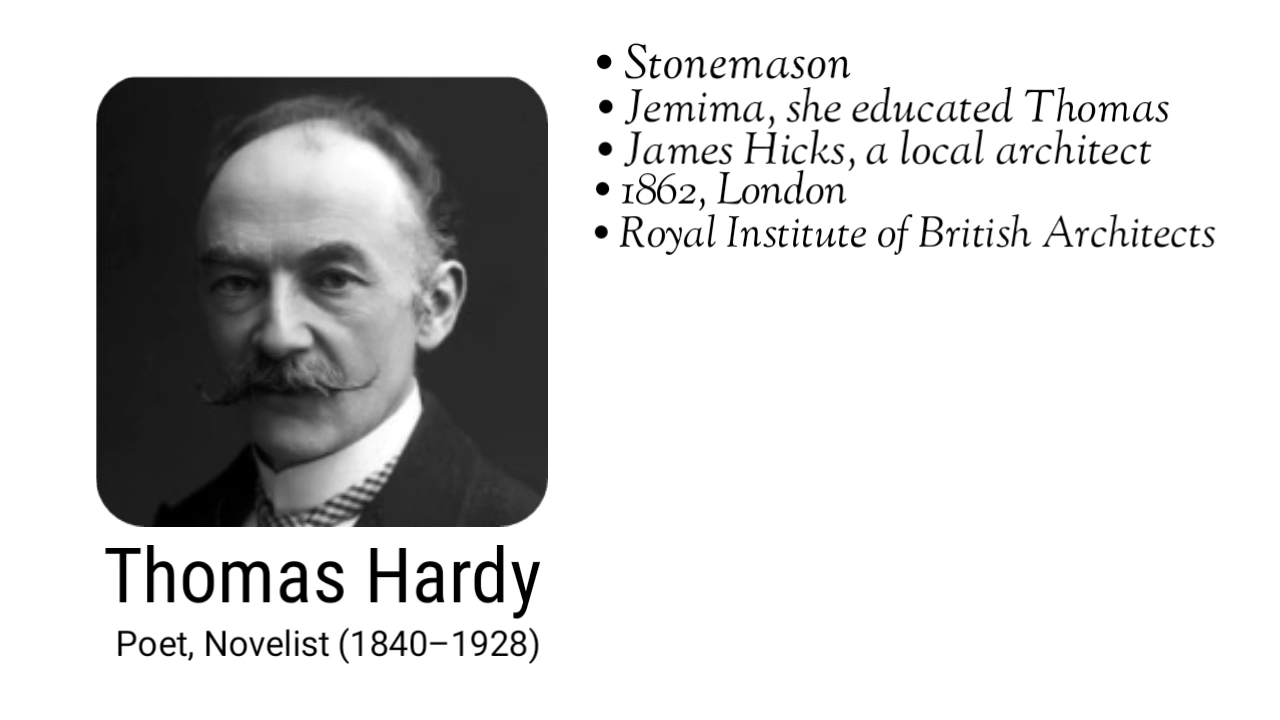 • Stonemason
• Jemima, she educated Thomas
• James Hicks, a local architect
• 1862, London
• Royal Institute of British Architects
Thomas Hardy
Poet, Novelist (1840–1928)